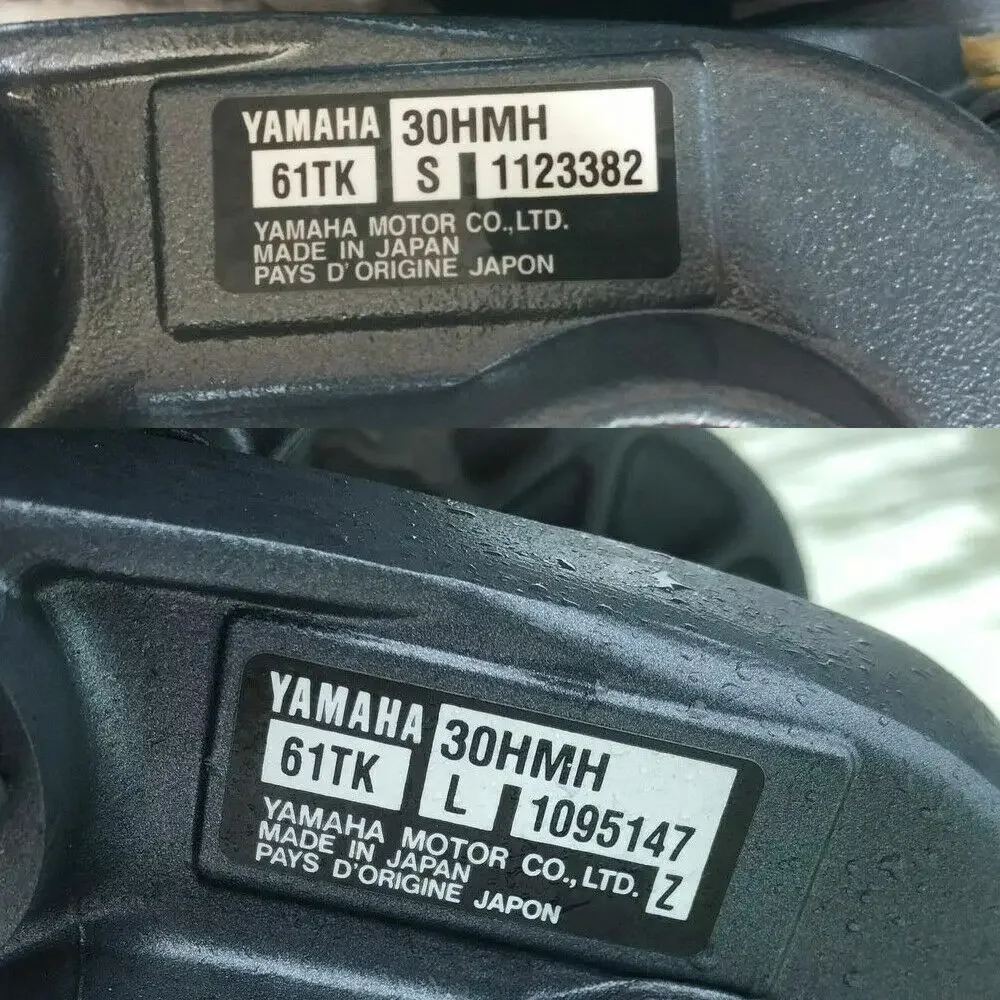 YAMAHA 30HMH
61TK S 1123382
YAMAHA MOTOR CO.,LTD.
MADE IN JAPAN
PAYS D'ORIGINE JAPON
YAMAHA 30HMH
61TK L 1095147
YAMAHA MOTOR CO.,LTD. Z
MADE IN JAPAN
PAYS D'ORIGINE JAPON